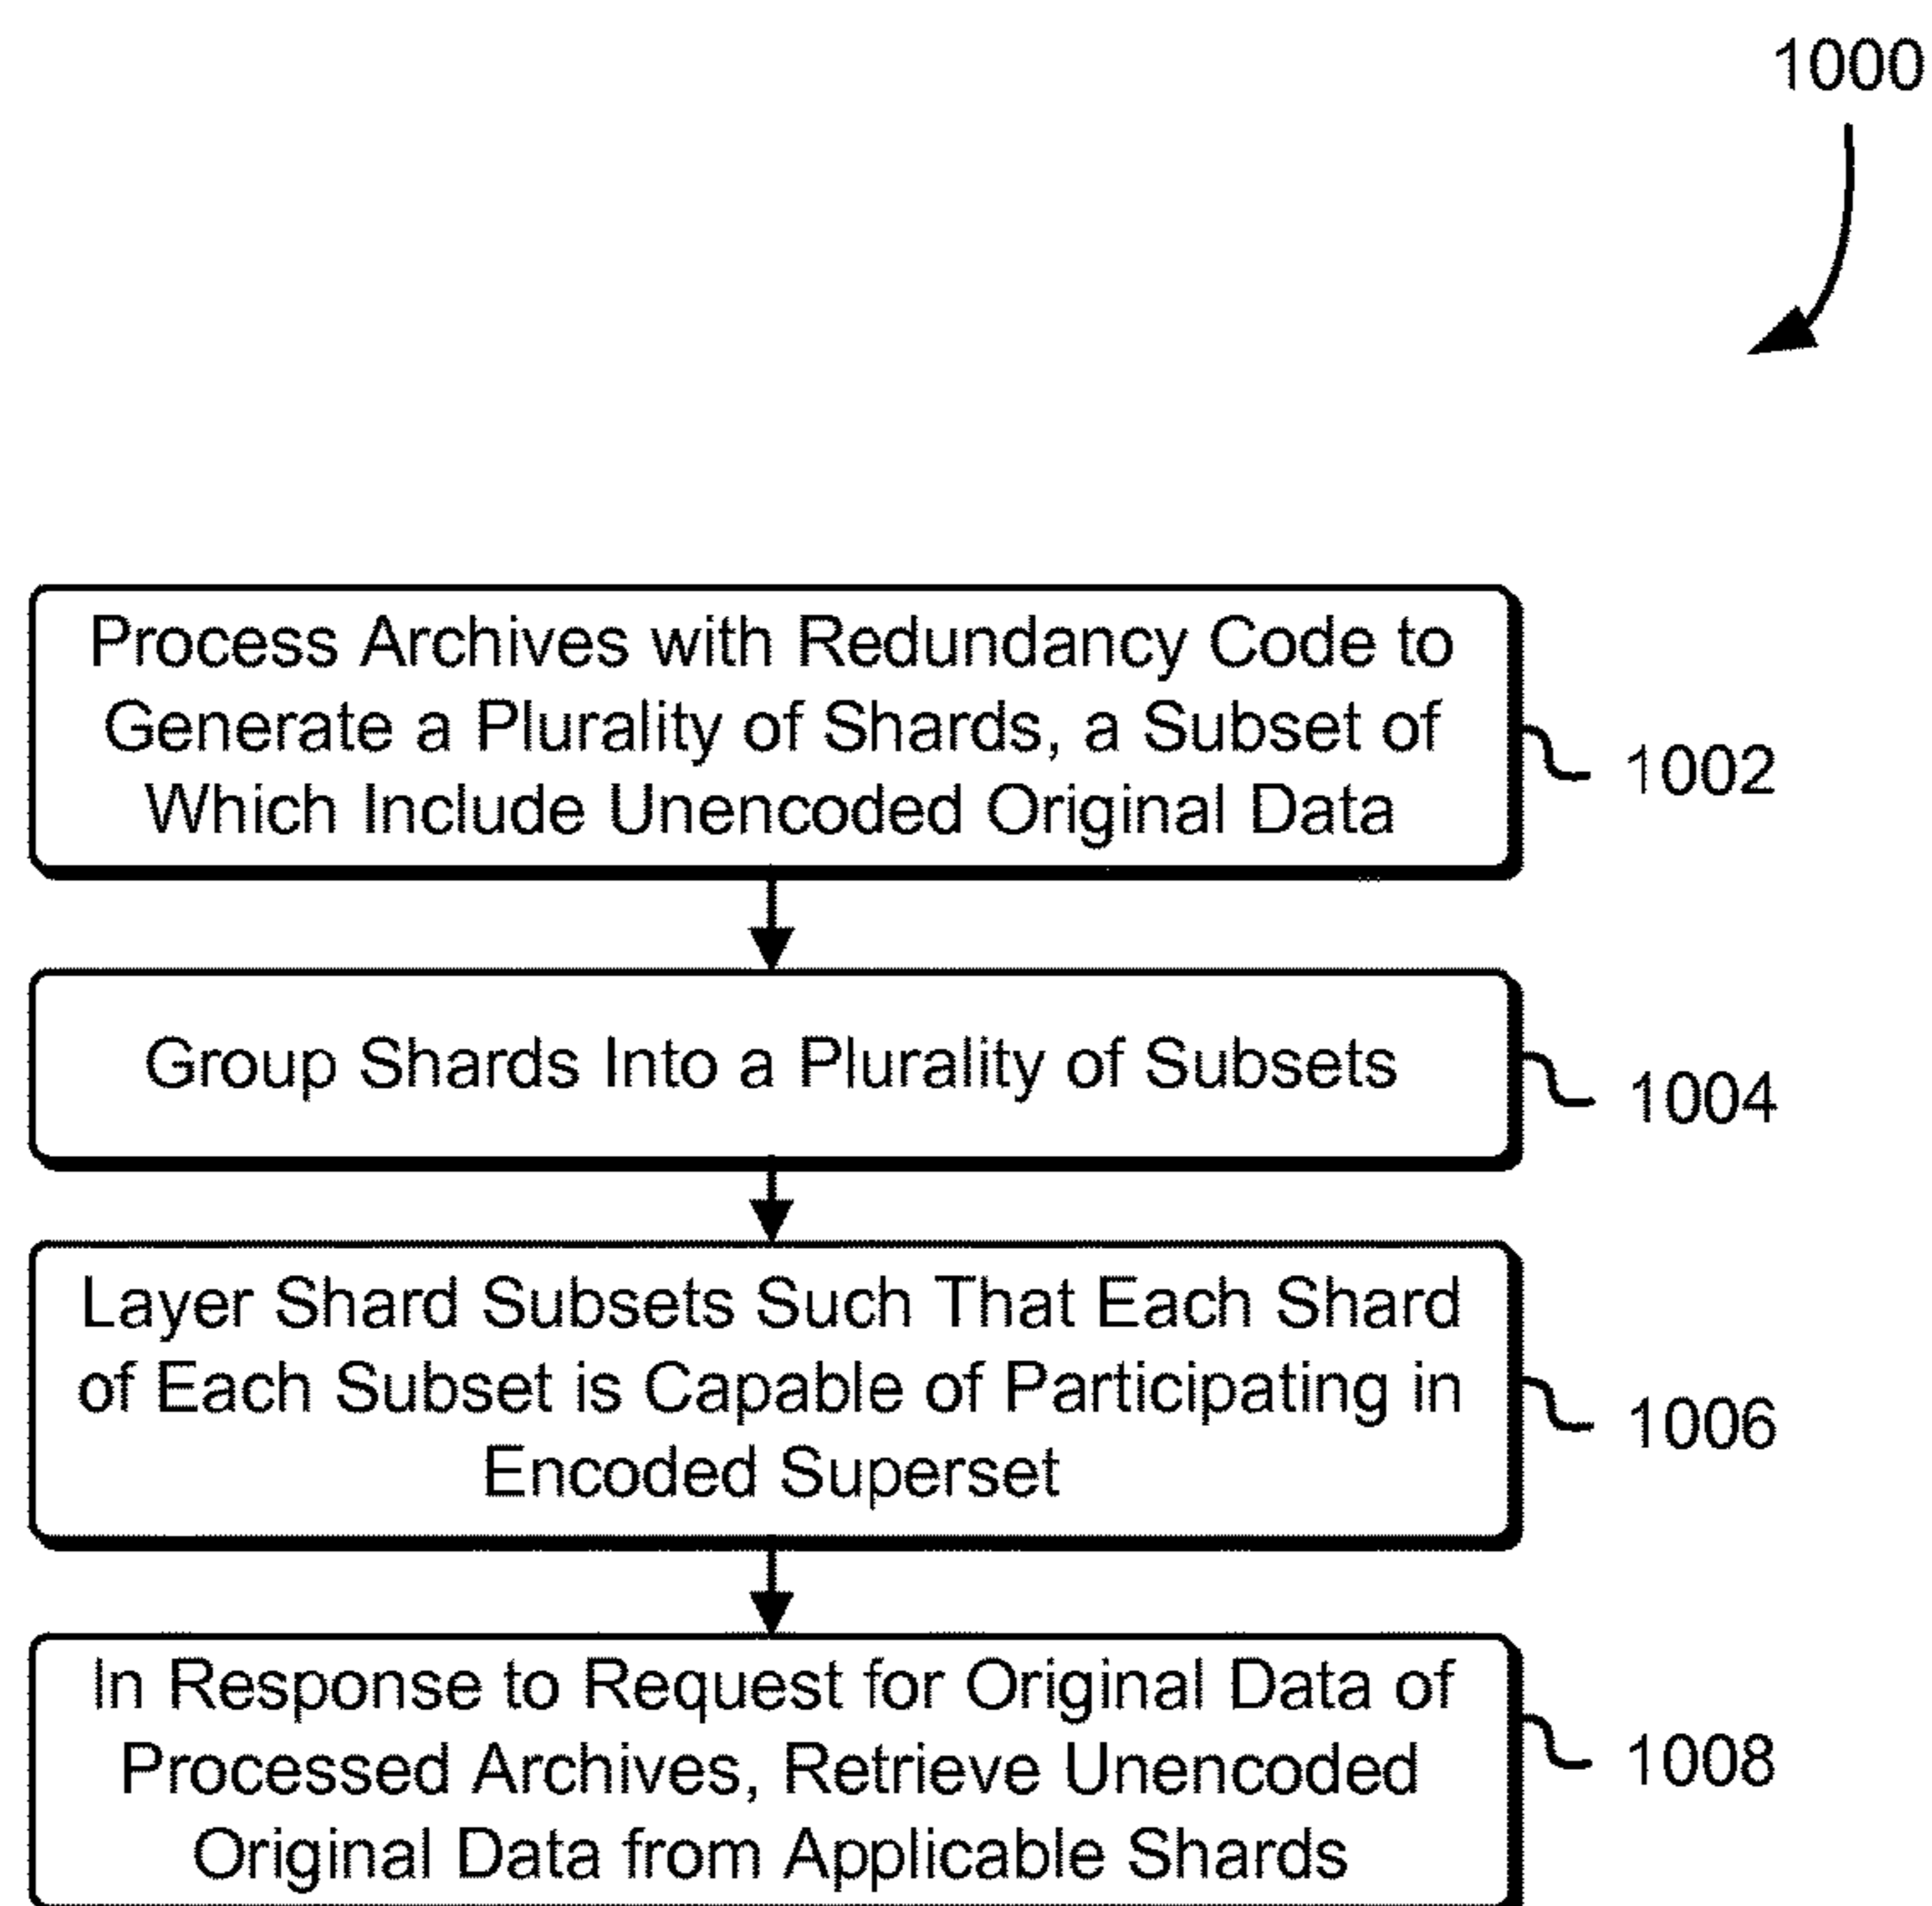 1000
Process Archives with Redundancy Code to
Generate a Plurality of Shards, a Subset of
Which Include Unencoded Original Data
1002
Group Shards Into a Plurality of Subsets
1004
Layer Shard Subsets Such That Each Shard
of Each Subset is Capable of Participating in
Encoded Superset
1006
In Response to Request for Original Data of
Processed Archives, Retrieve Unencoded
Original Data from Applicable Shards
1008